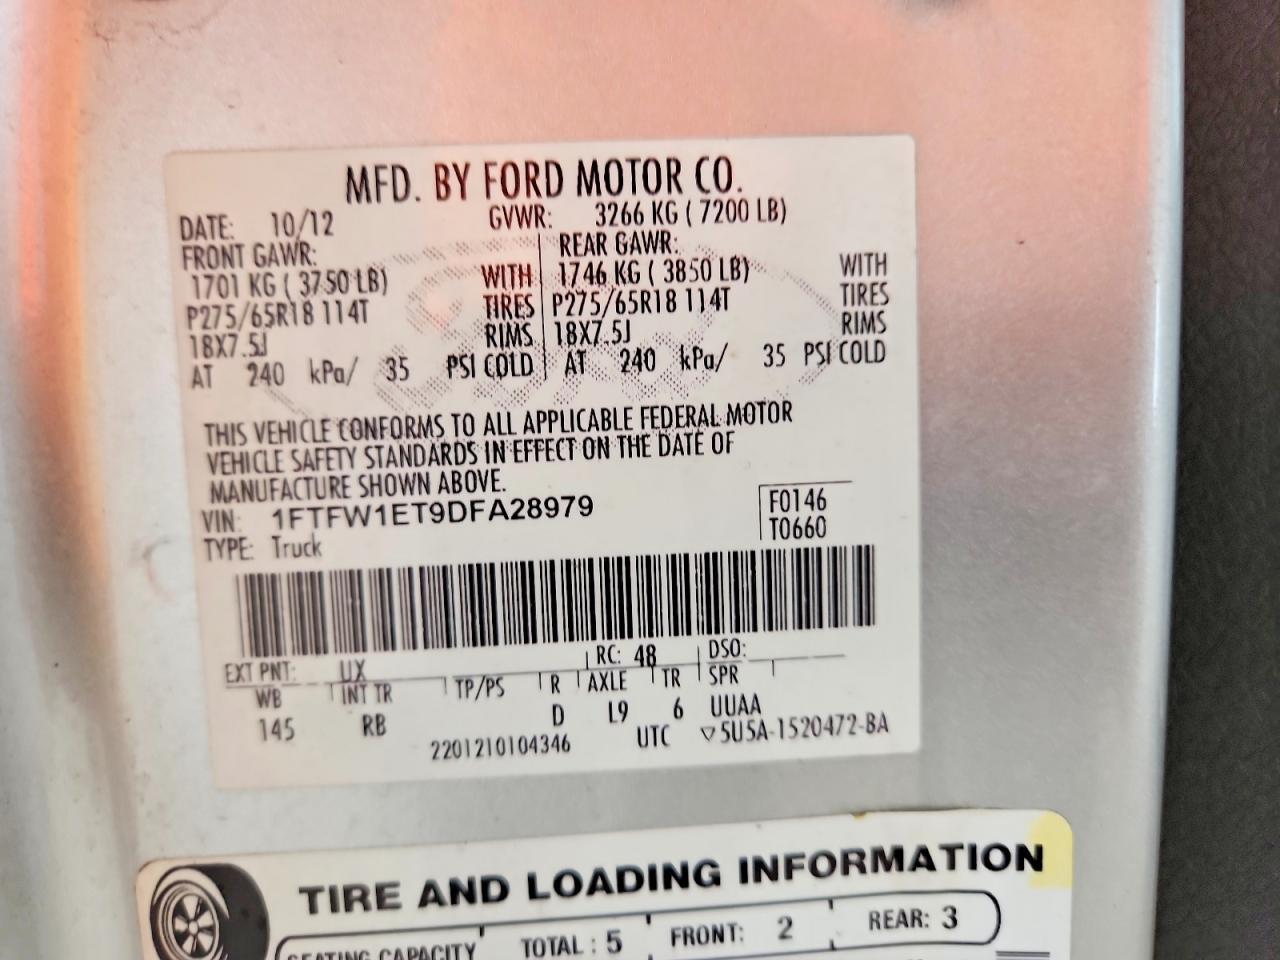 MFD. BY FORD MOTOR CO.
DATE: 10/12 GVWR: 3266 KG ( 7200 LB)
FRONT GAWR: REAR GAWR:
1701 KG ( 3750 LB) WITH 1746 KG ( 3850 LB) WITH
P275/65R18 114T TIRES P275/65R18 114T TIRES
18X7.5J RIMS 18X7.5J RIMS
AT 240 kPa/ 35 PSI COLD AT 240 kPa/ 35 PSI COLD
THIS VEHICLE CONFORMS TO ALL APPLICABLE FEDERAL MOTOR
VEHICLE SAFETY STANDARDS IN EFFECT ON THE DATE OF
MANUFACTURE SHOWN ABOVE.
VIN: 1FTFW1ET9DFA28979 F0146
TYPE: Truck T0660
EXT PNT: UX RC: 48 DSO:
WB INT TR TP/PS R AXLE TR SPR
145 RB D L9 6 UUAA
2201210104346 UTC ▽5U5A-1520472-BA
TIRE AND LOADING INFORMATION
SEATING CAPACITY TOTAL : 5 FRONT: 2 REAR: 3